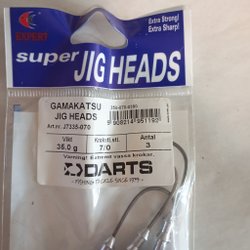 Extra Strong!
Extra Sharp!
EXPERT
super JIG HEADS
GAMAKATSU
JIG HEADS
Art.nr. J7335-070
Vikt Krokstl. Antal
35.0 g 7/0 3
Varning! Extremt vassa krokar.
DARTS
FISHING TACKLE SINCE